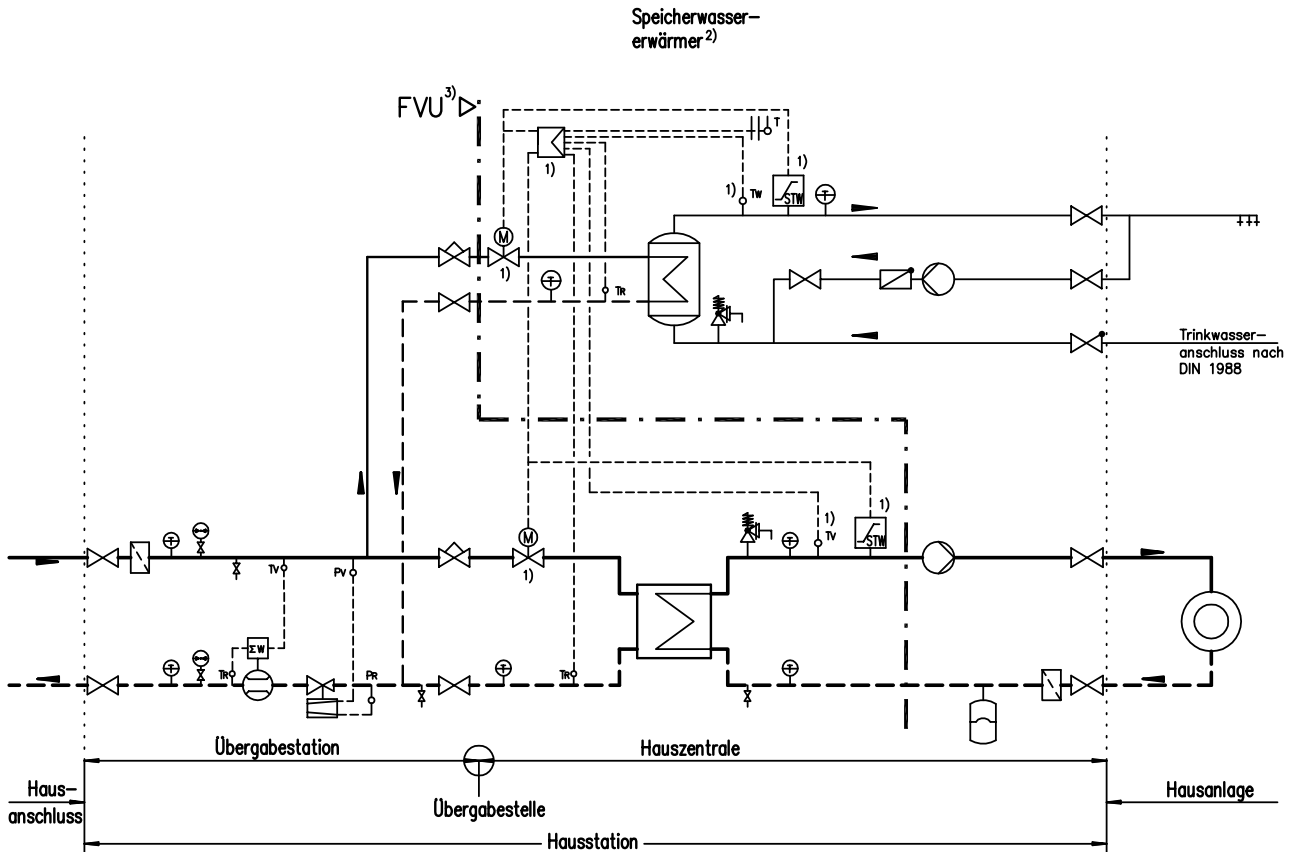 Speicherwasser–
erwärmer 2)
FVU 3)
T
1)
1)
1) TW
STW
M
T
1)
T
TR
Trinkwasser–
anschluss nach
DIN 1988
1)
1)
TV
STW
M
T
T
1)
TV
PV
ΣW
TR
PR
T
T
TR
T
Übergabestation
Hauszentrale
Haus–
anschluss
Übergabestelle
Hausanlage
Hausstation